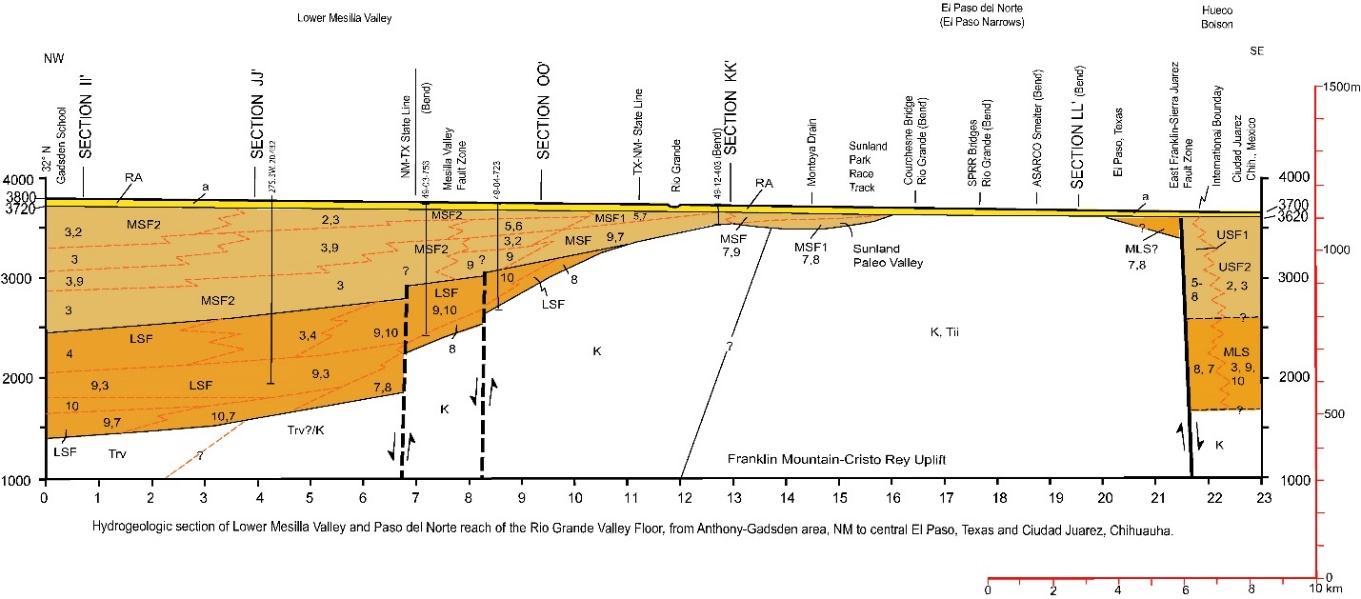 Lower Mesilla Valley
El Paso del Norte
(El Paso Narrows)
Hueco
Boison
NW
SE
32° N
Gadsden School
SECTION II'
SECTION JJ'
NM-TX State Line
(Bend)
Mesilla Valley
Fault Zone
SECTION OO'
TX-NM- State Line
Rio Grande
SECTION KK'
Montoya Drain
Sunland
Park
Race
Track
Courchesne Bridge
Rio Grande (Bend)
SPRR Bridges
Rio Grande (Bend)
ASARCO Smelter (Bend)
SECTION LL' (Bend)
El Paso, Texas
East Franklin-Sierra Juarez
Fault Zone
International Boundary
Ciudad Juarez
Chih., Mexico
49-03-753
49-04-723
49-12-403 (Bend)
1500m
1000
500
0
4000
3800
3720
3000
2000
1000
4000
3700
3620
3000
2000
1000
RA
a
RA
a
MSF2
2,3
MSF2
5,6
MSF1
5,7
3,2
3,2
3
3,9
MSF2
MSF
9,7
3,9
?
9
?
9
3
MSF2
3
10
8
LSF
LSF
9,10
LSF
3,4
9,10
8
4
9,3
LSF
9,3
7,8
10
9,7
10,7
LSF
Trv
?
Trv?/K
K
K
MSF
7,9
MSF1
7,8
Sunland
Paleo Valley
?
K, Tii
?
MLS?
7,8
USF1
USF2
5-
8
2, 3
?
MLS
8, 7
3, 9,
10
?
K
Franklin Mountain-Cristo Rey Uplift
0 1 2 3 4 5 6 7 8 9 10 11 12 13 14 15 16 17 18 19 20 21 22 23
Hydrogeologic section of Lower Mesilla Valley and Paso del Norte reach of the Rio Grande Valley Floor, from Anthony-Gadsden area, NM to central El Paso, Texas and Ciudad Juarez, Chihuauha.
0 2 4 6 8 10 km